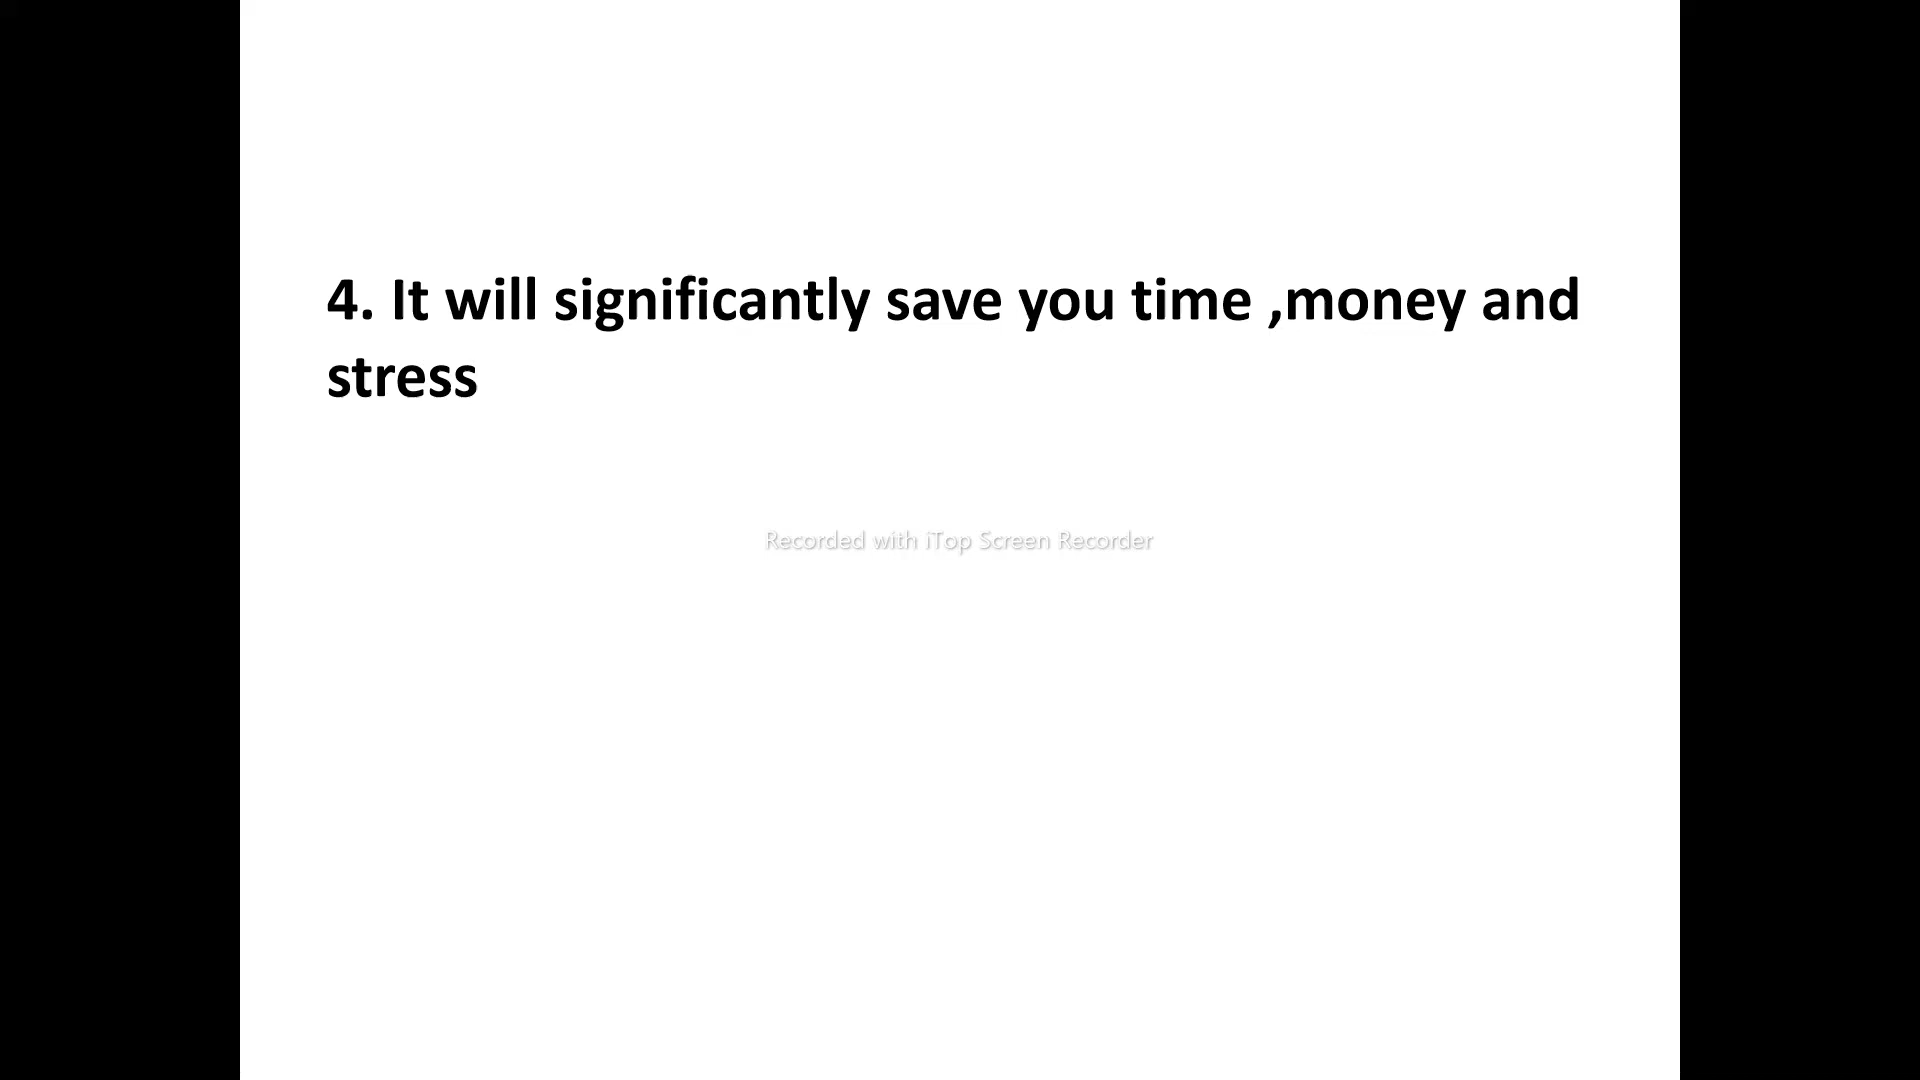 4. It will significantly save you time ,money and
stress
Recorded with iTop Screen Recorder